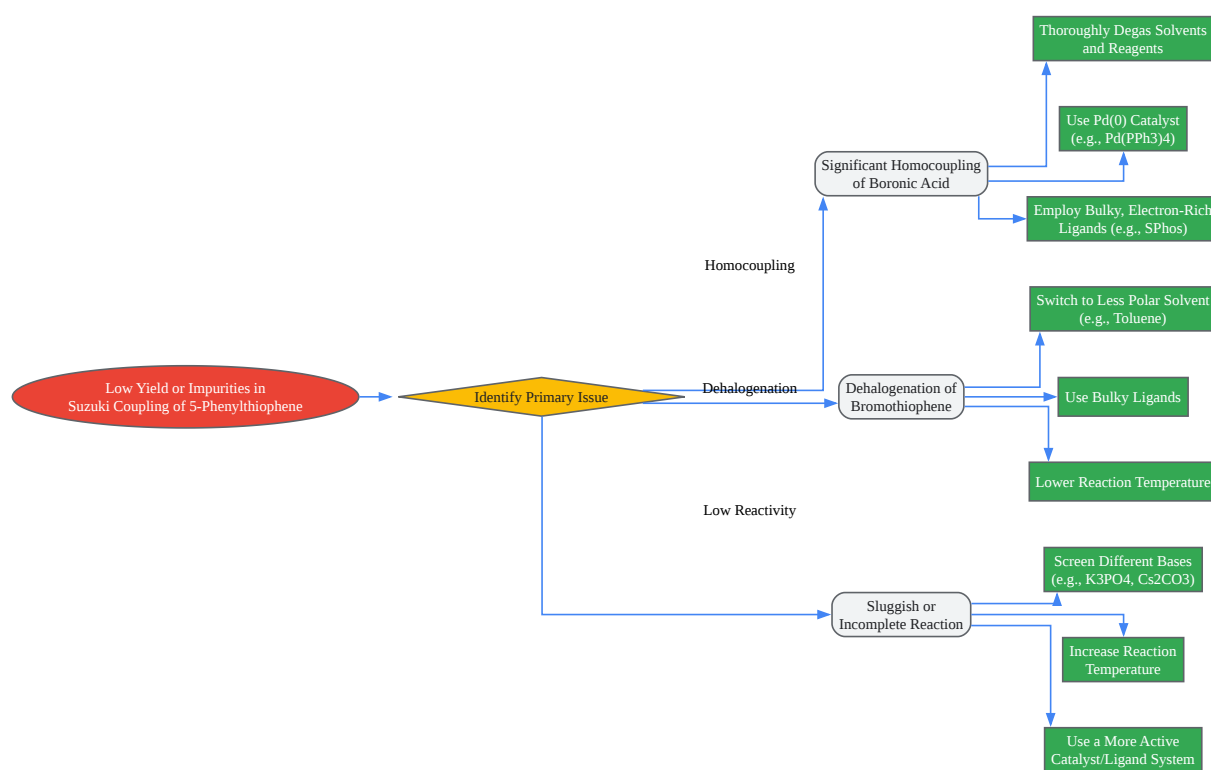 Thoroughly Degas Solvents
and Reagents
Use Pd(0) Catalyst
(e.g., Pd(PPh3)4)
Significant Homocoupling
of Boronic Acid
Employ Bulky, Electron-Rich
Ligands (e.g., SPhos)
Homocoupling
Switch to Less Polar Solvent
(e.g., Toluene)
Low Yield or Impurities in
Suzuki Coupling of 5-Phenylthiophene
Identify Primary Issue
Dehalogenation
Dehalogenation of
Bromothiophene
Use Bulky Ligands
Lower Reaction Temperature
Low Reactivity
Screen Different Bases
(e.g., K3PO4, Cs2CO3)
Sluggish or
Incomplete Reaction
Increase Reaction
Temperature
Use a More Active
Catalyst/Ligand System